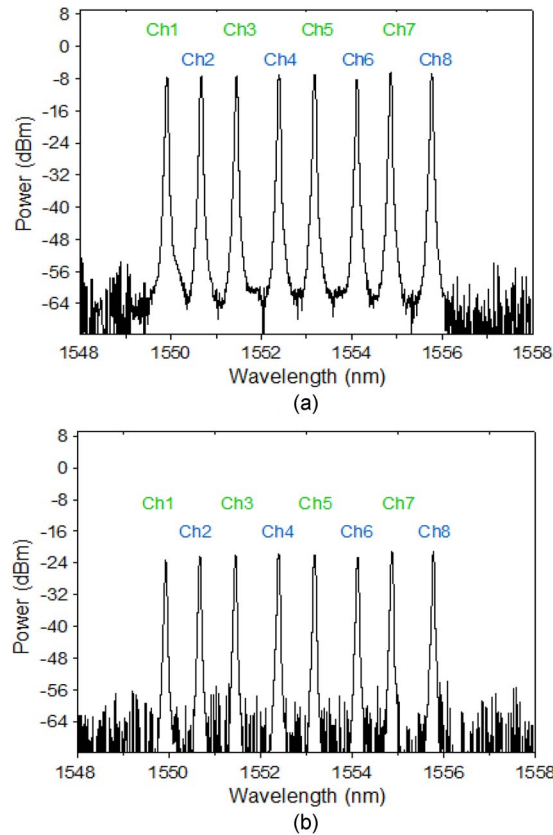 8
0
-8
-16
-24
-32
-40
-48
-56
-64
Power (dBm)
Ch1 Ch3 Ch5 Ch7
Ch2 Ch4 Ch6 Ch8
1548 1550 1552 1554 1556 1558
Wavelength (nm)
(a)
8
0
-8
-16
-24
-32
-40
-48
-56
-64
Power (dBm)
Ch1 Ch3 Ch5 Ch7
Ch2 Ch4 Ch6 Ch8
1548 1550 1552 1554 1556 1558
Wavelength (nm)
(b)